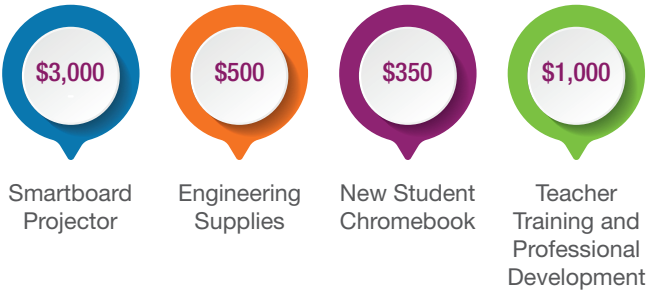 $3,000
Smartboard
Projector
$500
Engineering
Supplies
$350
New Student
Chromebook
$1,000
Teacher
Training and
Professional
Development